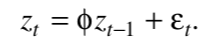 zₜ = ϕzₜ₋₁ + εₜ.